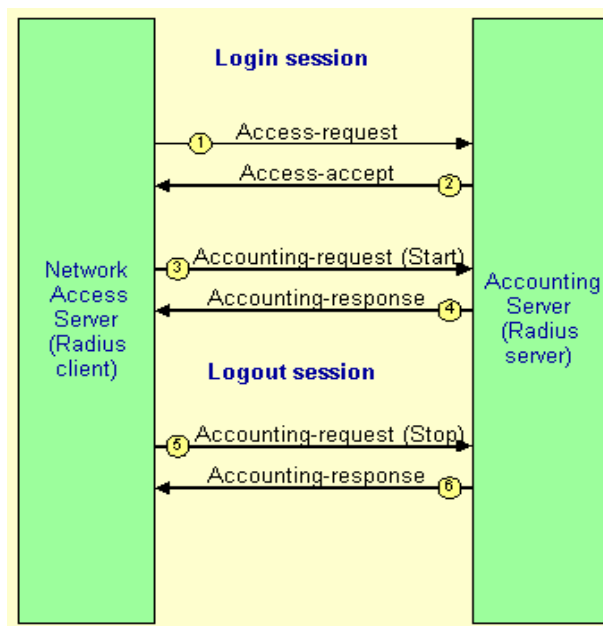 Login session
Access-request
1
Access-accept
2
3
Accounting-request (Start)
Accounting-response
4
Network
Access
Server
(Radius
client)
Accounting
Server
(Radius
server)
Logout session
5
Accounting-request (Stop)
Accounting-response
6